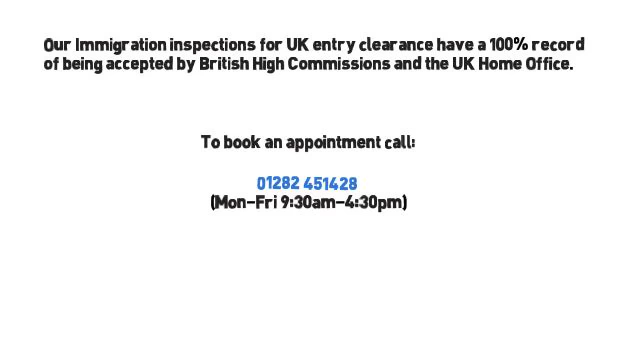 Our Immigration inspections for UK entry clearance have a 100% record
of being accepted by British High Commissions and the UK Home Office.
To book an appointment call:
01282 451428
(Mon-Fri 9:30am-4:30pm)